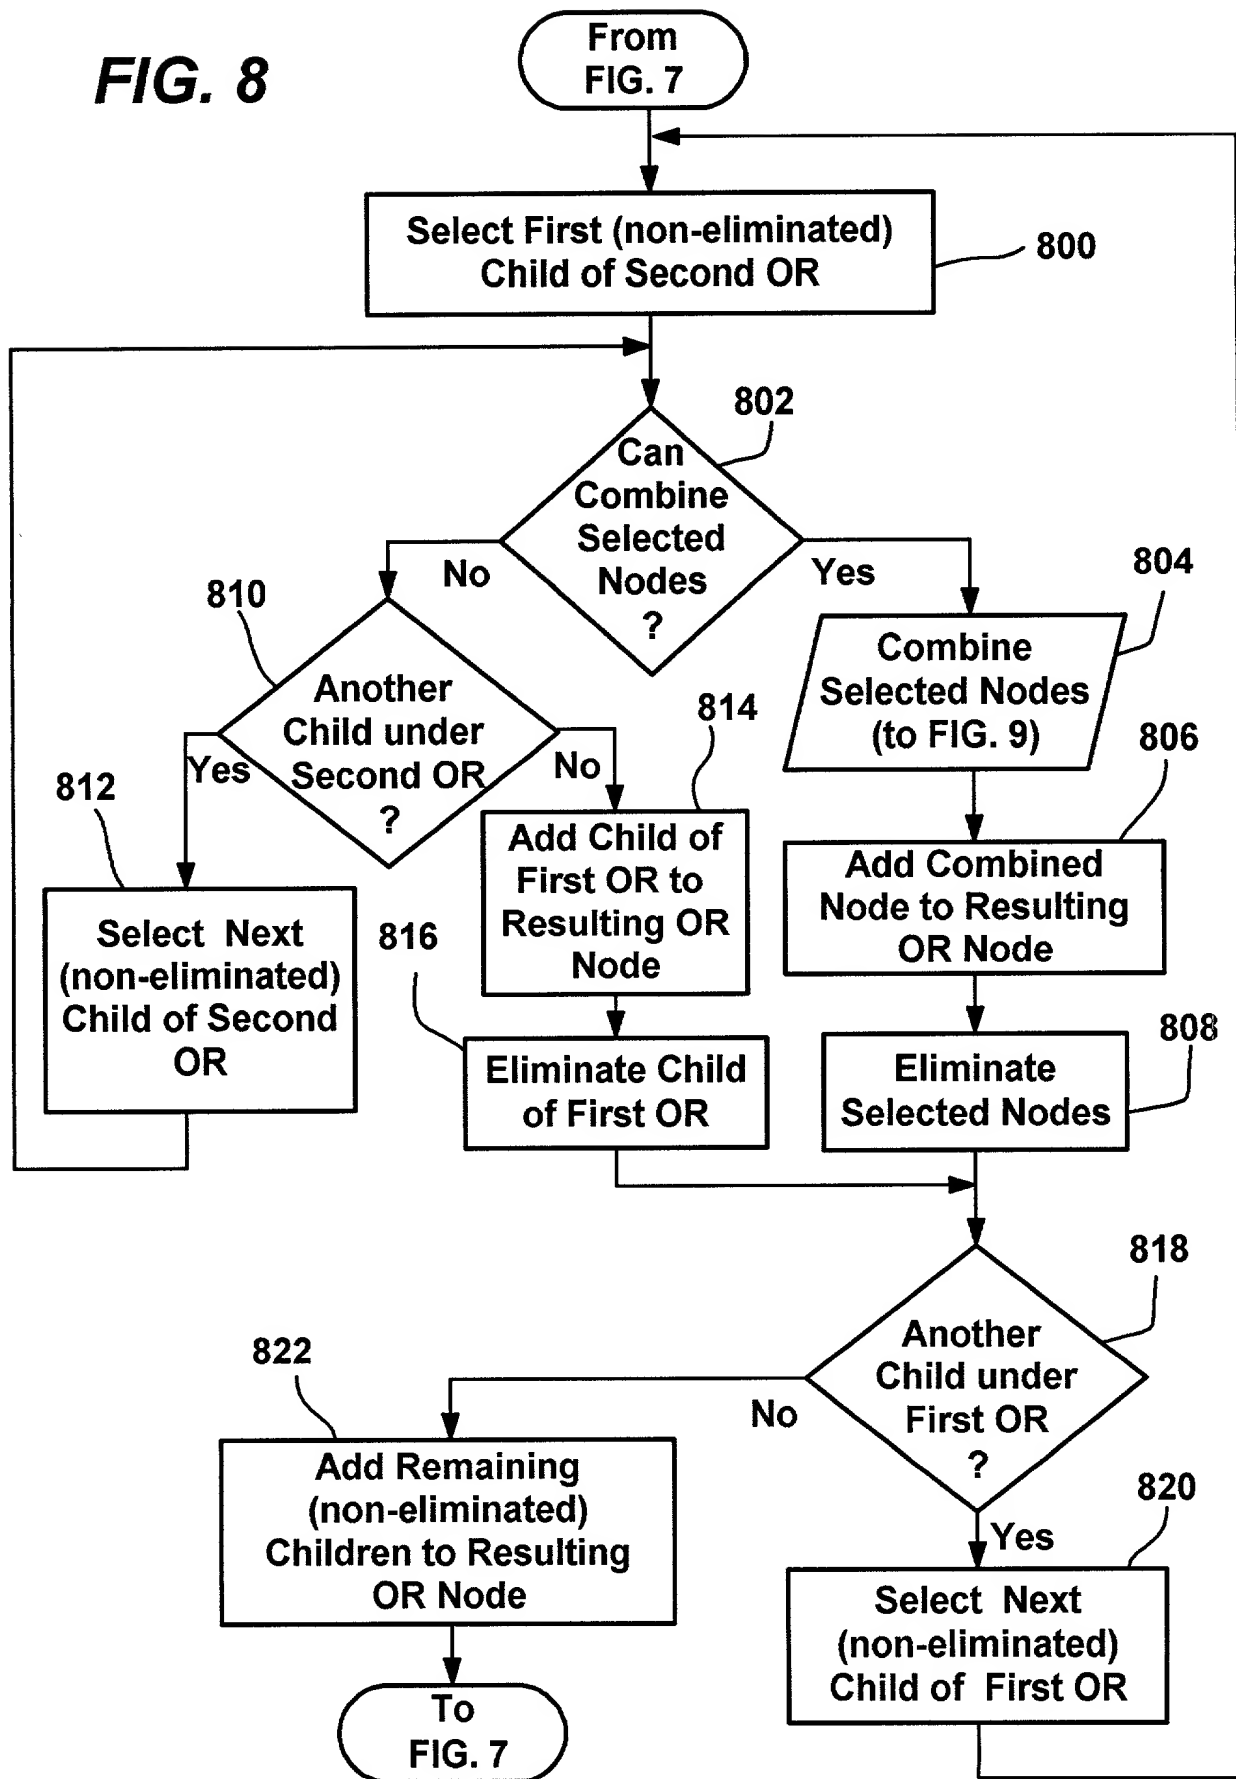 FIG. 8
From
FIG. 7
Select First (non-eliminated)
Child of Second OR
800
802
Can
Combine
Selected
Nodes
?
No
Yes
804
Combine
Selected Nodes
(to FIG. 9)
810
Another
Child under
Second OR
?
Yes
No
814
806
812
Add Child of
First OR to
Resulting OR
Node
Add Combined
Node to Resulting
OR Node
Select Next
(non-eliminated)
Child of Second
OR
816
808
Eliminate Child
of First OR
Eliminate
Selected Nodes
818
Another
Child under
First OR
?
No
Yes
822
Add Remaining
(non-eliminated)
Children to Resulting
OR Node
820
Select Next
(non-eliminated)
Child of First OR
To
FIG. 7